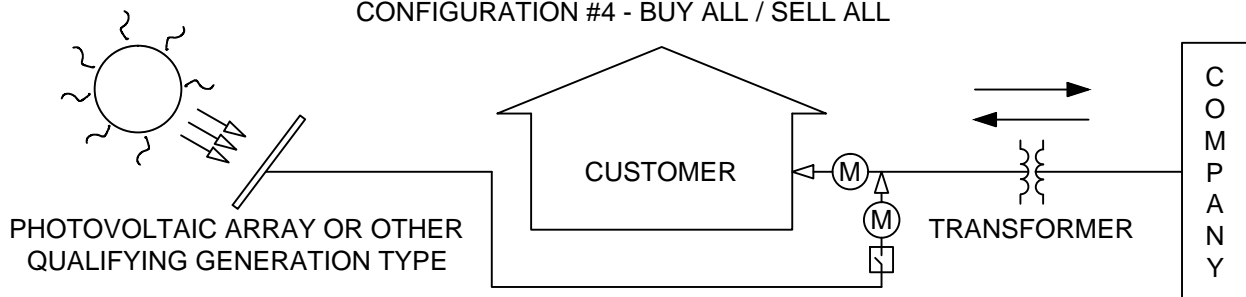 CONFIGURATION #4 - BUY ALL / SELL ALL
CUSTOMER
M
M
PHOTOVOLTAIC ARRAY OR OTHER
QUALIFYING GENERATION TYPE
TRANSFORMER
C
O
M
P
A
N
Y